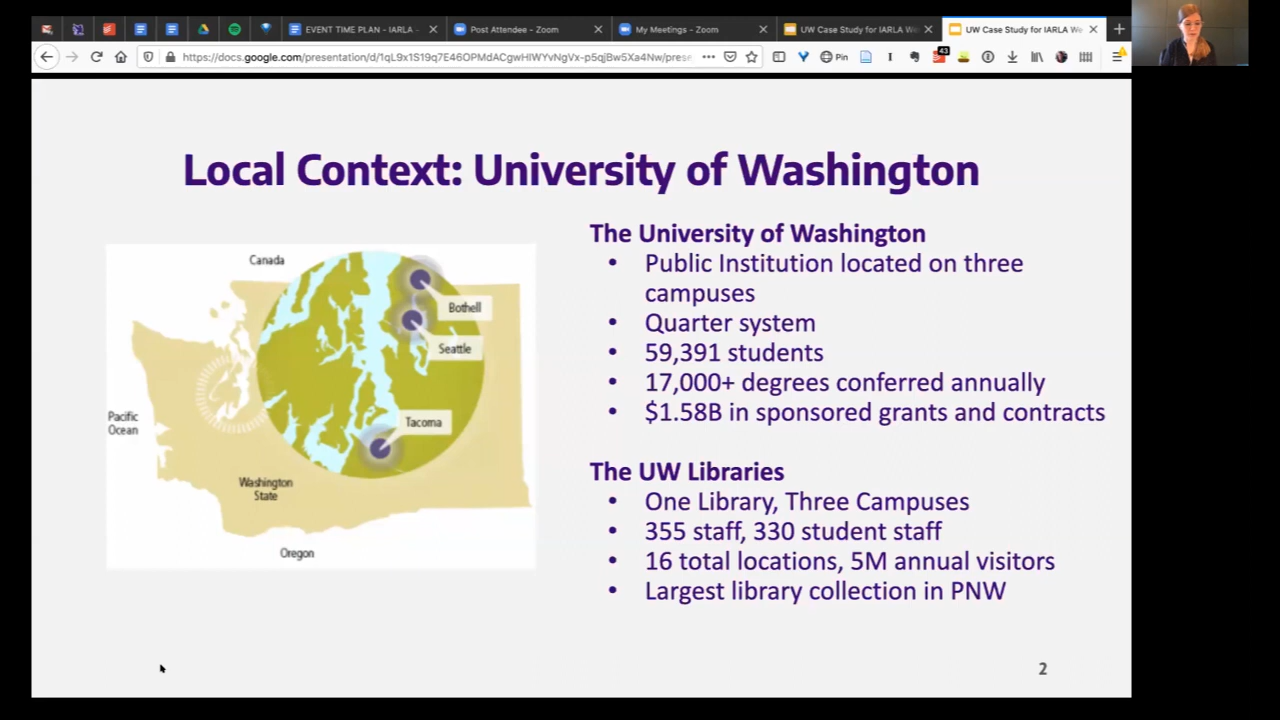 EVENT TIME PLAN - IARLA -
Post Attendee - Zoom
My Meetings - Zoom
UW Case Study for IARLA We
UW Case Study for IARLA We
https://docs.google.com/presentation/d/1qL9x1S19q7E46OPMdACgwHlWYvNgVx-p5qjBw5Xa4Nw/prese
Pin
43
Local Context: University of Washington
Canada
Bothell
Seattle
Tacoma
Pacific
Ocean
Washington
State
Oregon
The University of Washington
• Public Institution located on three
campuses
• Quarter system
• 59,391 students
• 17,000+ degrees conferred annually
• $1.58B in sponsored grants and contracts
The UW Libraries
• One Library, Three Campuses
• 355 staff, 330 student staff
• 16 total locations, 5M annual visitors
• Largest library collection in PNW
2